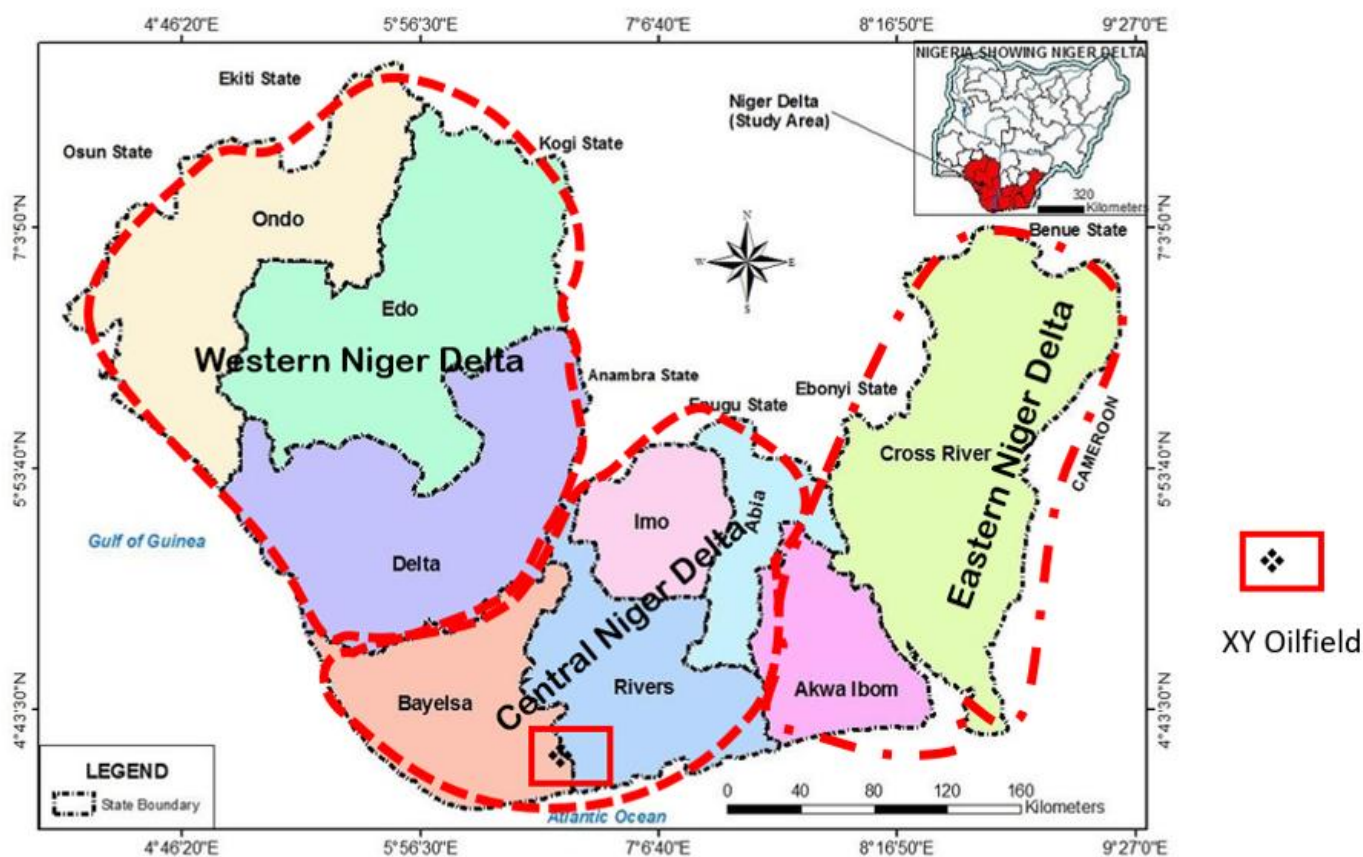 4°46'20"E 5°56'30"E 7°6'40"E 8°16'50"E 9°27'0"E
NIGERIA SHOWING NIGER DELTA
Niger Delta
(Study Area)
320
Kilometers
Ekiti State
Osun State
Kogi State
Benue State
7°3'50"N
7°3'50"N
Ondo
N
W E
S
Edo
Western Niger Delta
Anambra State
Enugu State
Ebonyi State
Eastern Niger Delta
CAMEROON
Cross River
5°53'40"N
5°53'40"N
Gulf of Guinea
Imo
Abia
Delta
Central Niger Delta
XY Oilfield
Bayelsa
Rivers
Akwa Ibom
4°43'30"N
4°43'30"N
LEGEND
State Boundary
0 40 80 120 160
Kilometers
Atlantic Ocean
4°46'20"E 5°56'30"E 7°6'40"E 8°16'50"E 9°27'0"E